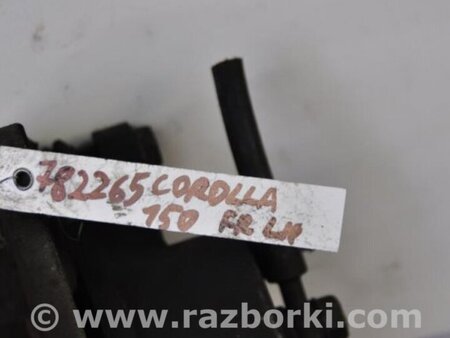 782265 COROLLA
150 FR LH
© www.razborki.com/